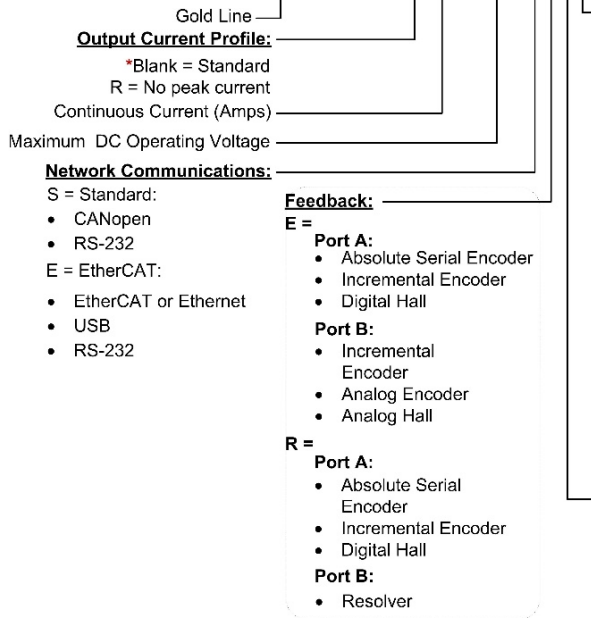 Gold Line
Output Current Profile:
*Blank = Standard
R = No peak current
Continuous Current (Amps)
Maximum DC Operating Voltage
Network Communications:
S = Standard:
• CANopen
• RS-232
E = EtherCAT:
• EtherCAT or Ethernet
• USB
• RS-232
Feedback:
E =
Port A:
• Absolute Serial Encoder
• Incremental Encoder
• Digital Hall
Port B:
• Incremental
Encoder
• Analog Encoder
• Analog Hall
R =
Port A:
• Absolute Serial
Encoder
• Incremental Encoder
• Digital Hall
Port B:
• Resolver